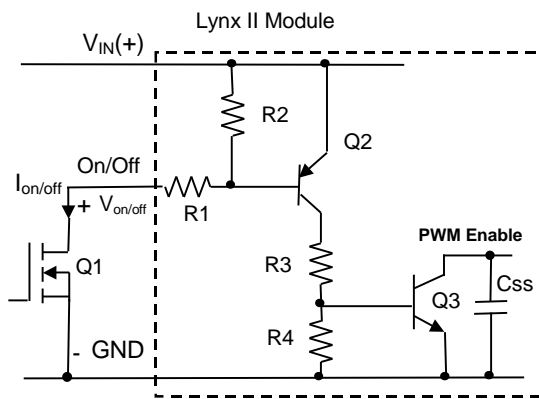 Lynx II Module
VIN(+)
R2
Q2
On/Off
Ion/off
+ Von/off
R1
PWM Enable
R3
Css
Q1
Q3
R4
- GND